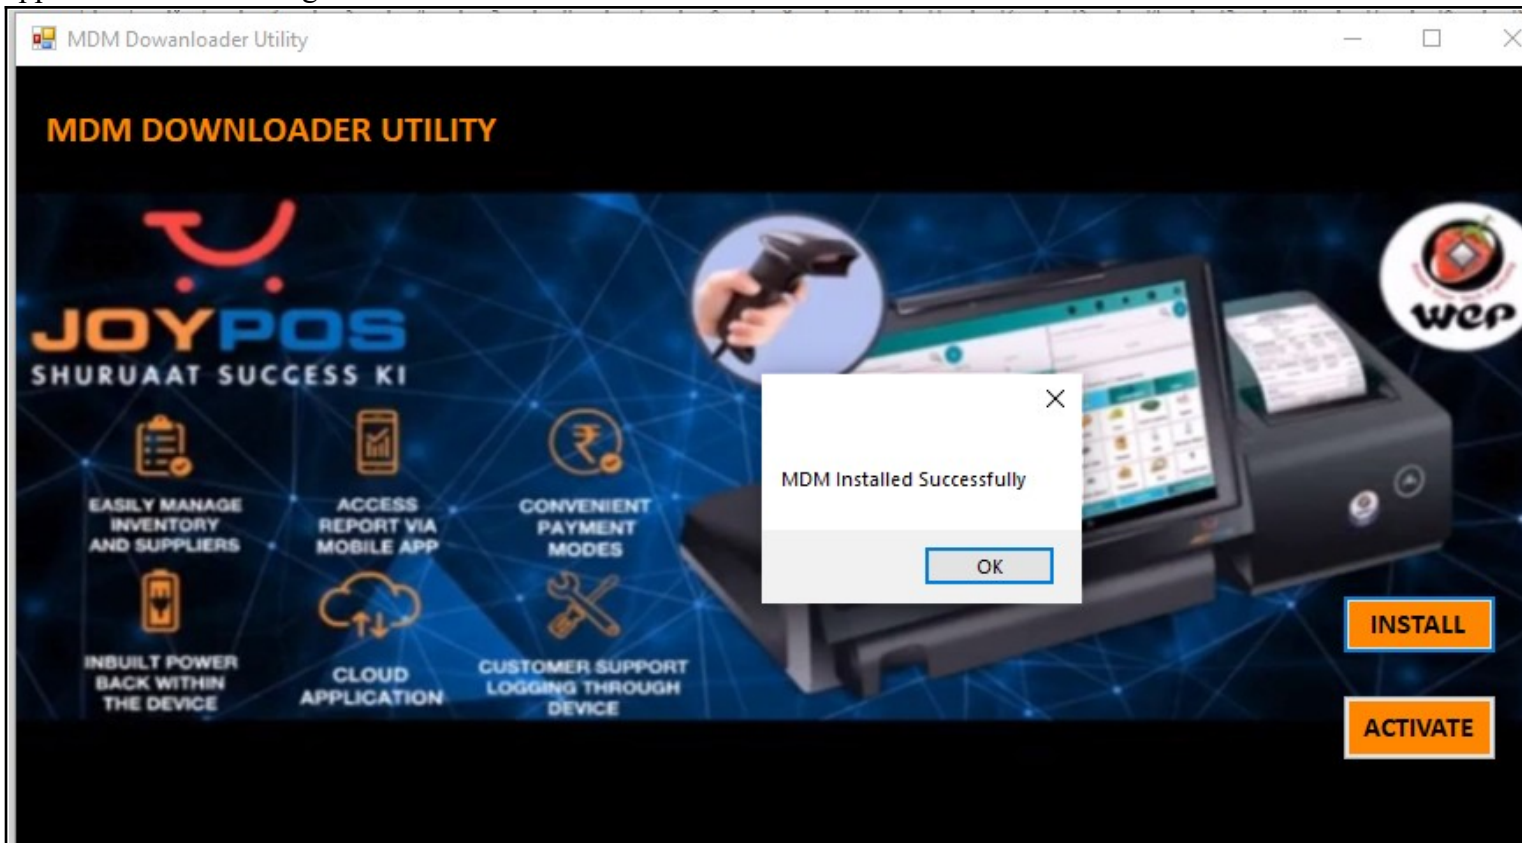 MDM Dowanloader Utility
MDM DOWNLOADER UTILITY
JOYPOS
SHURUAAT SUCCESS KI
wep
EASILY MANAGE
INVENTORY
AND SUPPLIERS
ACCESS
REPORT VIA
MOBILE APP
CONVENIENT
PAYMENT
MODES
MDM Installed Successfully
OK
INBUILT POWER
BACK WITHIN
THE DEVICE
CLOUD
APPLICATION
CUSTOMER SUPPORT
LOGGING THROUGH
DEVICE
INSTALL
ACTIVATE